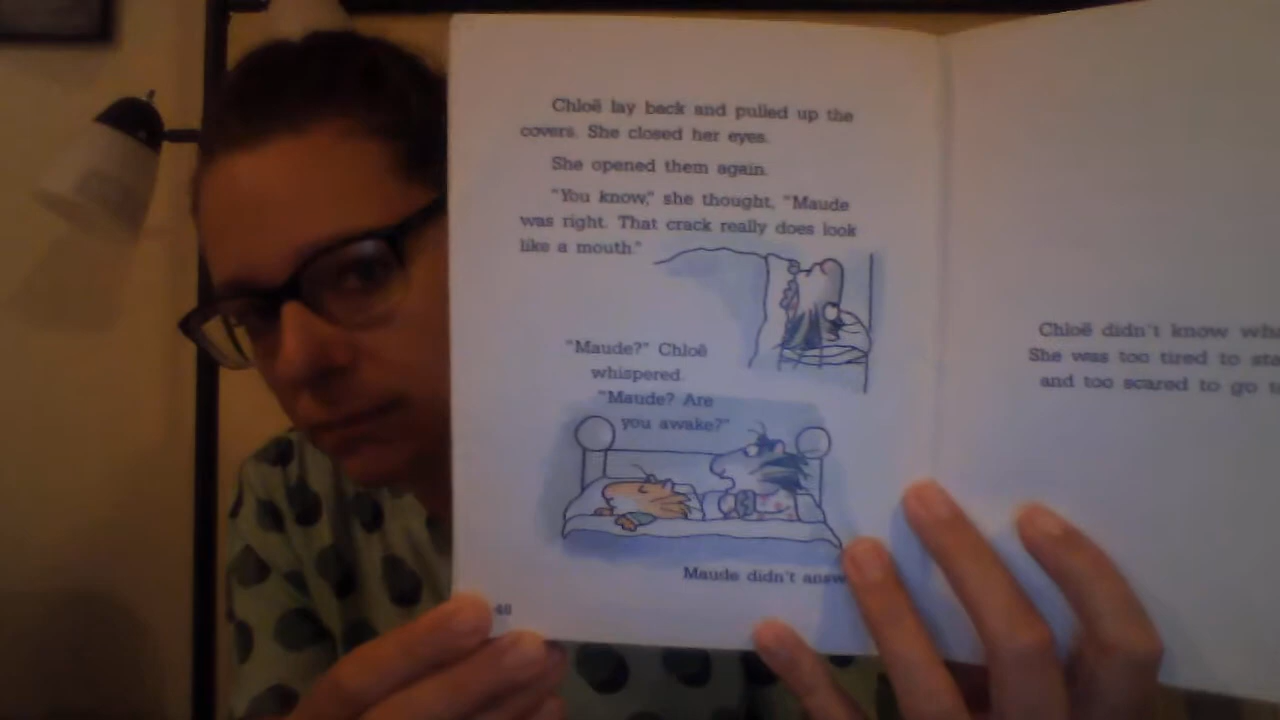 Chloë lay back and pulled up the
covers. She closed her eyes.
She opened them again.
"You know," she thought, "Maude
was right. That crack really does look
like a mouth."
"Maude?" Chloë
whispered.
"Maude? Are
you awake?"
Maude didn't
48
Chloë didn't know
She was too tired to
and too scared to go